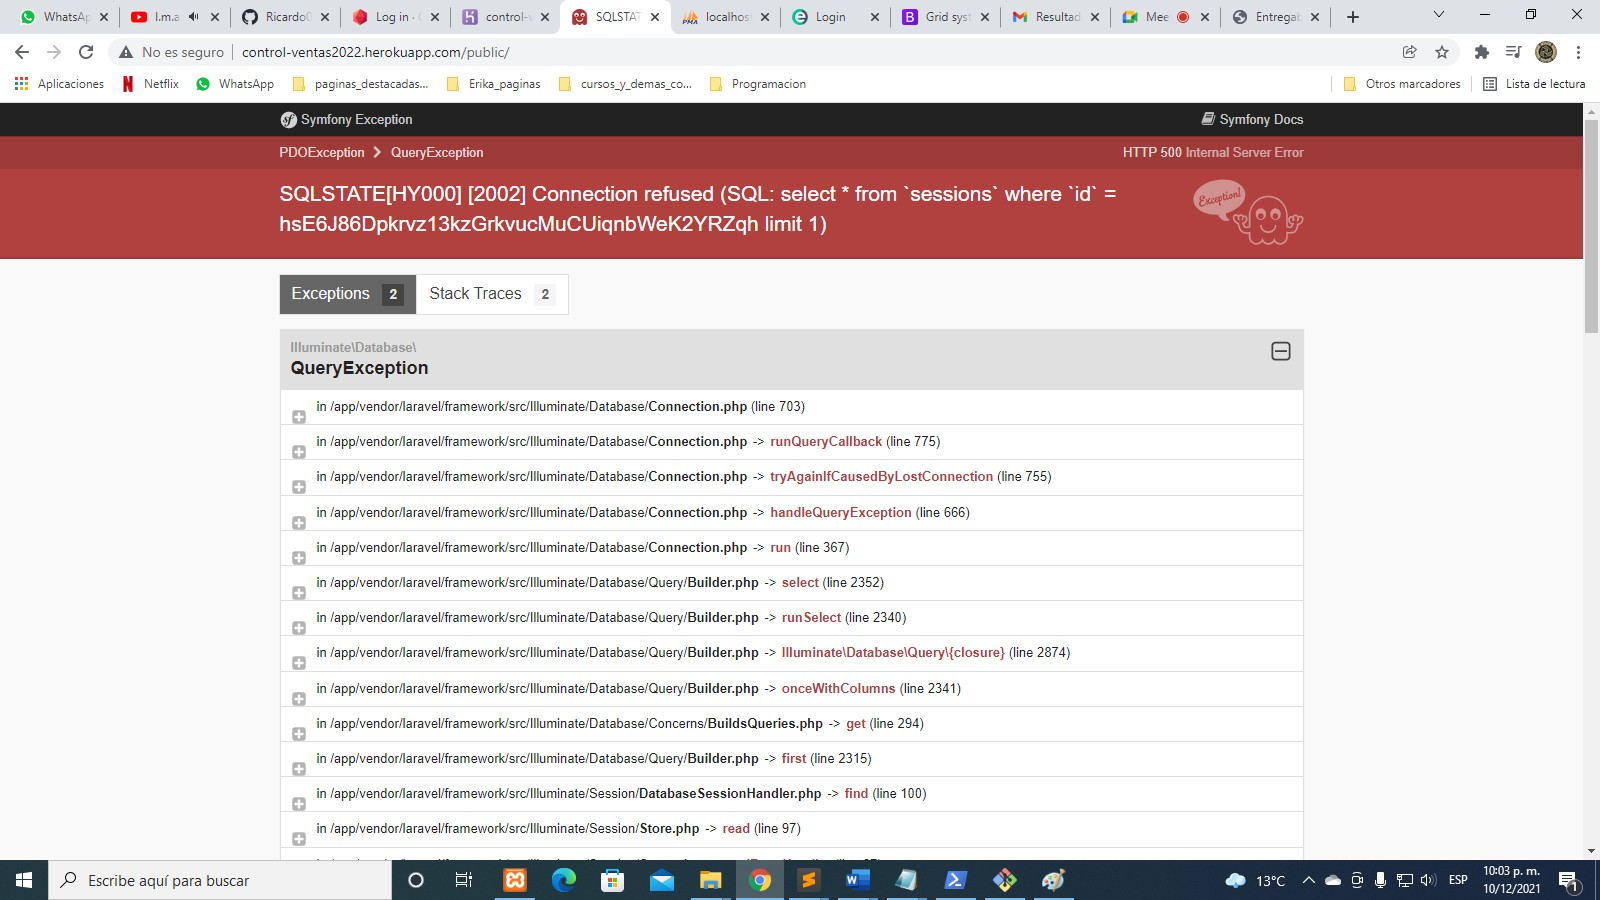 WhatsAp
I.m.a
Ricardo0
Log in · 
control-v
SQLSTAT
localhos
Login
Grid syst
Resultad
Mee
Entregab
No es seguro
control-ventas2022.herokuapp.com/public/
Aplicaciones
Netflix
WhatsApp
paginas_destacadas...
Erika_paginas
cursos_y_demas_co...
Programacion
Otros marcadores
Lista de lectura
Symfony Exception
Symfony Docs
PDOException
QueryException
HTTP 500 Internal Server Error
SQLSTATE[HY000] [2002] Connection refused (SQL: select * from `sessions` where `id` =
hsE6J86Dpkrvz13kzGrkvucMuCUiqnbWeK2YRZqh limit 1)
Exception!
Exceptions 2
Stack Traces 2
Illuminate\Database\
QueryException
in /app/vendor/laravel/framework/src/Illuminate/Database/Connection.php (line 703)
in /app/vendor/laravel/framework/src/Illuminate/Database/Connection.php -> runQueryCallback (line 775)
in /app/vendor/laravel/framework/src/Illuminate/Database/Connection.php -> tryAgainIfCausedByLostConnection (line 755)
in /app/vendor/laravel/framework/src/Illuminate/Database/Connection.php -> handleQueryException (line 666)
in /app/vendor/laravel/framework/src/Illuminate/Database/Connection.php -> run (line 367)
in /app/vendor/laravel/framework/src/Illuminate/Database/Query/Builder.php -> select (line 2352)
in /app/vendor/laravel/framework/src/Illuminate/Database/Query/Builder.php -> runSelect (line 2340)
in /app/vendor/laravel/framework/src/Illuminate/Database/Query/Builder.php -> Illuminate\Database\Query\{closure} (line 2874)
in /app/vendor/laravel/framework/src/Illuminate/Database/Query/Builder.php -> onceWithColumns (line 2341)
in /app/vendor/laravel/framework/src/Illuminate/Database/Concerns/BuildsQueries.php -> get (line 294)
in /app/vendor/laravel/framework/src/Illuminate/Database/Query/Builder.php -> first (line 2315)
in /app/vendor/laravel/framework/src/Illuminate/Session/DatabaseSessionHandler.php -> find (line 100)
in /app/vendor/laravel/framework/src/Illuminate/Session/Store.php -> read (line 97)
Escribe aquí para buscar
13°C
ESP
10:03 p. m.
10/12/2021
1